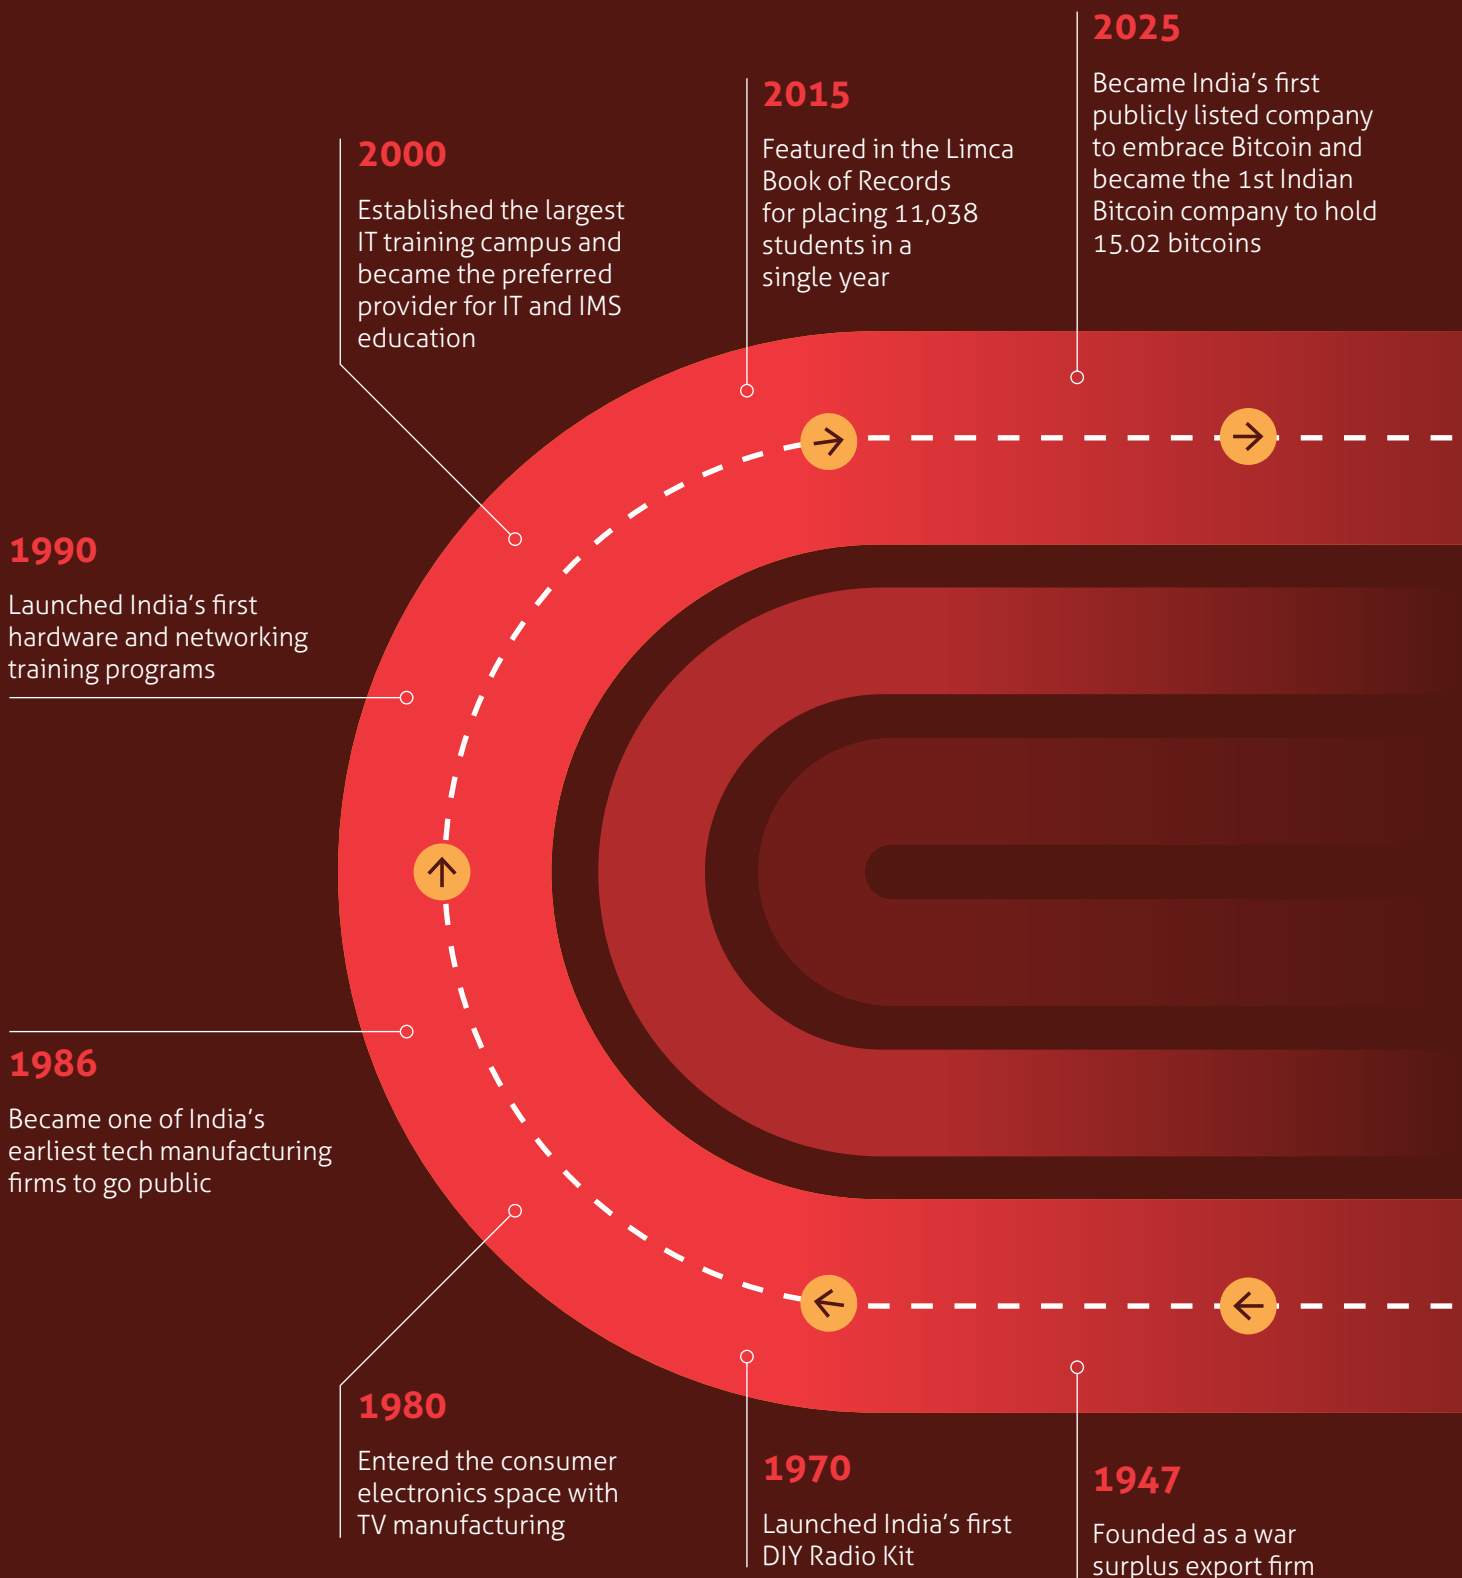 2025
Became India's first
publicly listed company
to embrace Bitcoin and
became the 1st Indian
Bitcoin company to hold
15.02 bitcoins
2015
Featured in the Limca
Book of Records
for placing 11,038
students in a
single year
2000
Established the largest
IT training campus and
became the preferred
provider for IT and IMS
education
1990
Launched India's first
hardware and networking
training programs
1986
Became one of India's
earliest tech manufacturing
firms to go public
1980
Entered the consumer
electronics space with
TV manufacturing
1970
Launched India's first
DIY Radio Kit
1947
Founded as a war
surplus export firm